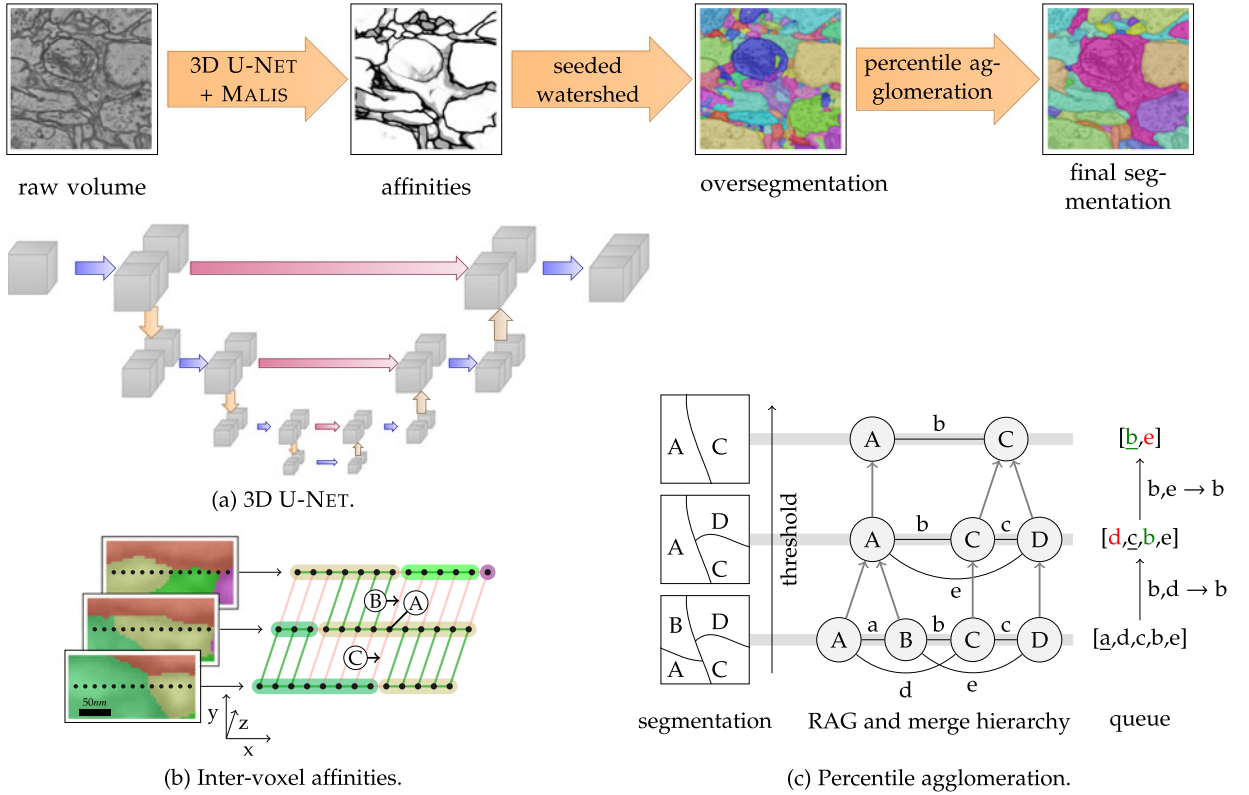 3D U-NET
+ MALIS
seeded
watershed
percentile ag-
glomeration
raw volume
affinities
oversegmentation
final seg-
mentation
(a) 3D U-NET.
B
A
C
50nm
y
z
x
(b) Inter-voxel affinities.
A C
A D C
B D A C
threshold
A b C
A b C c D
e
A a B b C c D
d e
[b,e]
b,e → b
[d,c,b,e]
b,d → b
[a,d,c,b,e]
segmentation
RAG and merge hierarchy
queue
(c) Percentile agglomeration.